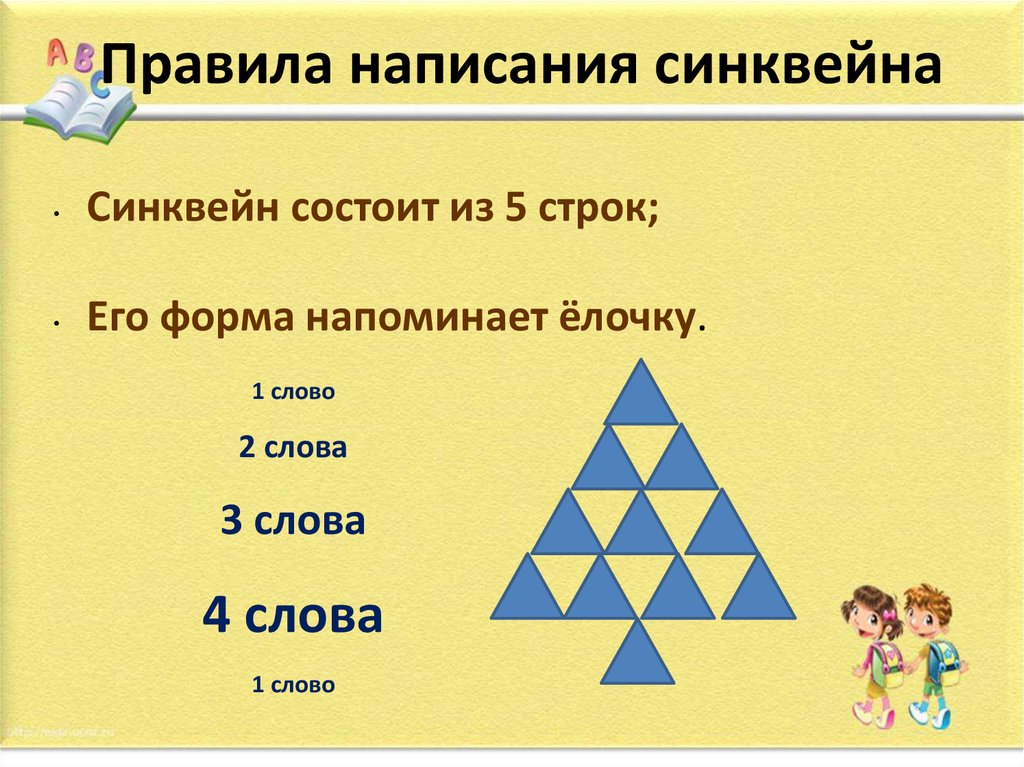 ABC
Правила написания синквейна
• Синквейн состоит из 5 строк;
• Его форма напоминает ёлочку.
1 слово
2 слова
3 слова
4 слова
1 слово